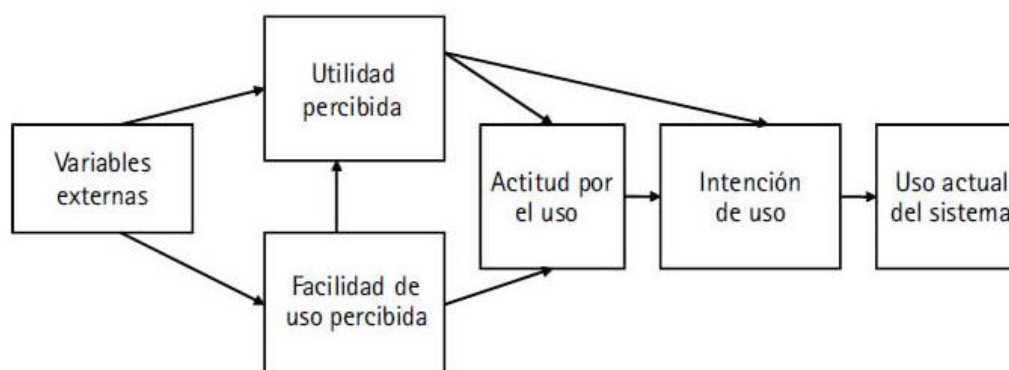 Utilidad
percibida
Variables
externas
Facilidad de
uso percibida
Actitud por
el uso
Intención
de uso
Uso actual
del sistema